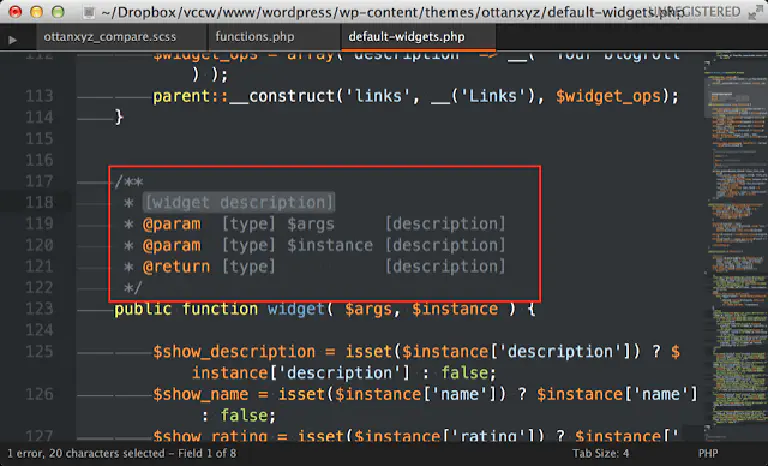 ~/Dropbox/vccw/www/wordpress/wp-content/themes/ottanxyz/default-widgets.php
UNREGISTERED
ottanxyz_compare.scss functions.php default-widgets.php
112 $widget_ops = array('description' => __( "Your blogroll"
) );
113 parent::__construct('links', __('Links'), $widget_ops);
114 }
115
116
117 /**
118 * [widget description]
119 * @param [type] $args [description]
120 * @param [type] $instance [description]
121 * @return [type] [description]
122 */
123 public function widget( $args, $instance ) {
124
125 $show_description = isset($instance['description']) ? $
instance['description'] : false;
126 $show_name = isset($instance['name']) ? $instance['name']
: false;
127 $show_rating = isset($instance['rating']) ? $instance['
1 error, 20 characters selected – Field 1 of 8 Tab Size: 4 PHP